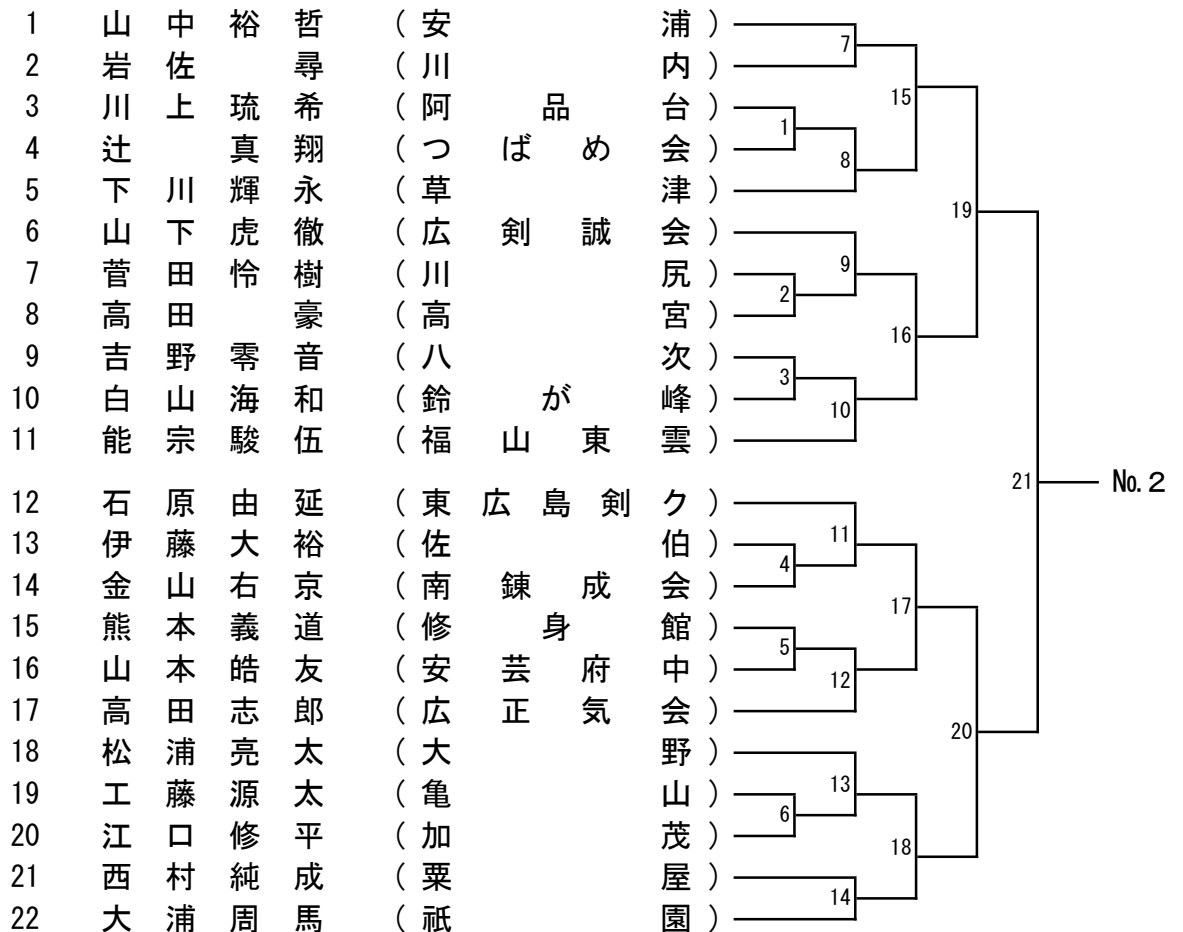 1 山中裕哲 (安浦)
2 岩佐 尋 (川内)
3 川上琉希 (阿品台)
4 辻 真翔 (つばめ会)
5 下川輝永 (草津)
6 山下虎徹 (広剣誠会)
7 菅田怜樹 (川尻)
8 高田 豪 (高宮)
9 吉野零音 (八次)
10 白山海和 (鈴が峰)
11 能宗駿伍 (福山東雲)
12 石原由延 (東広島剣ク)
13 伊藤大裕 (佐伯)
14 金山右京 (南錬成会)
15 熊本義道 (修身館)
16 山本皓友 (安芸府中)
17 高田志郎 (広正気会)
18 松浦亮太 (大野)
19 工藤源太 (亀山)
20 江口修平 (加茂)
21 西村純成 (粟屋)
22 大浦周馬 (祇園)
7
1
8
15
9
2
16
3
10
19
11
4
17
5
12
20
13
6
18
14
21
№.2